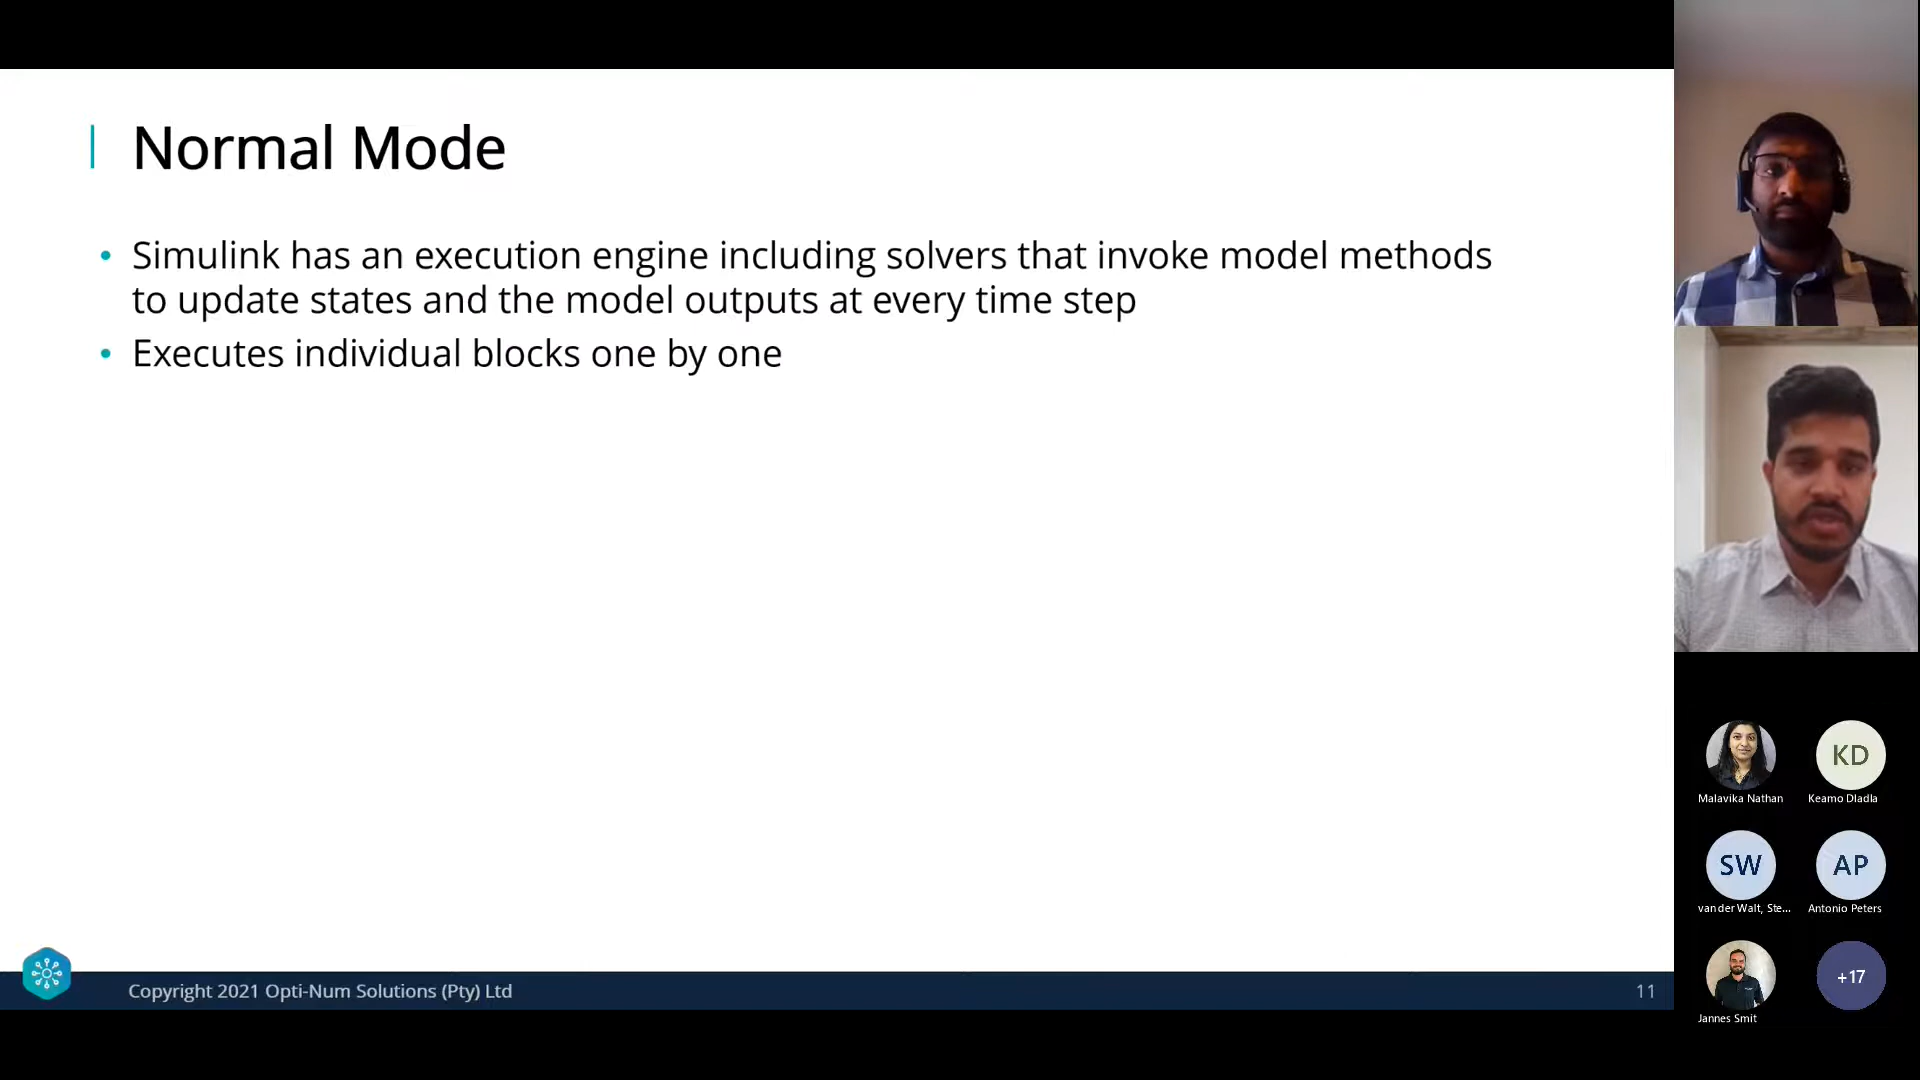 Normal Mode
• Simulink has an execution engine including solvers that invoke model methods
to update states and the model outputs at every time step
• Executes individual blocks one by one
Copyright 2021 Opti-Num Solutions (Pty) Ltd
11
Malavika Nathan
KD
Keamo Dladla
SW
van der Walt, Ste...
AP
Antonio Peters
Jannes Smit
+17